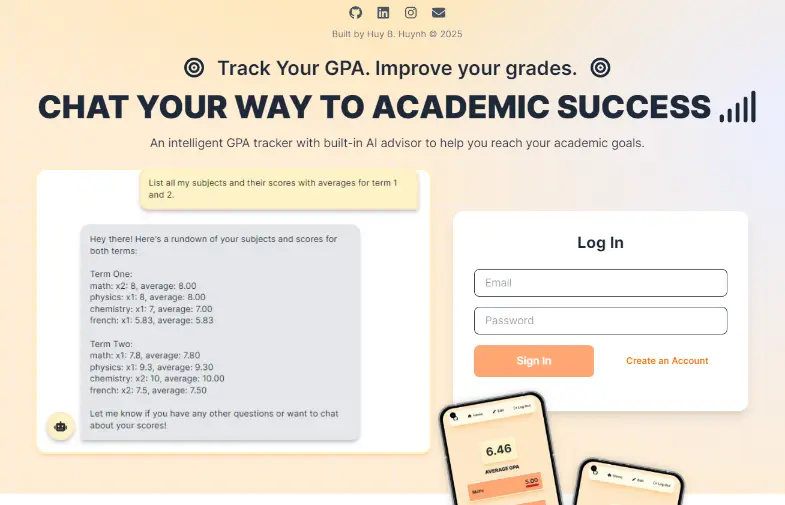 Built by Huy B. Huynh © 2025
Track Your GPA. Improve your grades.
CHAT YOUR WAY TO ACADEMIC SUCCESS
An intelligent GPA tracker with built-in AI advisor to help you reach your academic goals.
List all my subjects and their scores with averages for term 1
and 2.
Hey there! Here's a rundown of your subjects and scores for
both terms:
Term One:
math: x2: 8, average: 8.00
physics: x1: 8, average: 8.00
chemistry: x1: 7, average: 7.00
french: x1: 5.83, average: 5.83
Term Two:
math: x1: 7.8, average: 7.80
physics: x1: 9.3, average: 9.30
chemistry: x2: 10, average: 10.00
french: x2: 7.5, average: 7.50
Let me know if you have any other questions or want to chat
about your scores!
Log In
Email
Password
Sign In
Create an Account
Home Edit Log Out
6.46
AVERAGE GPA
Math 5.00
Home Edit Log Out